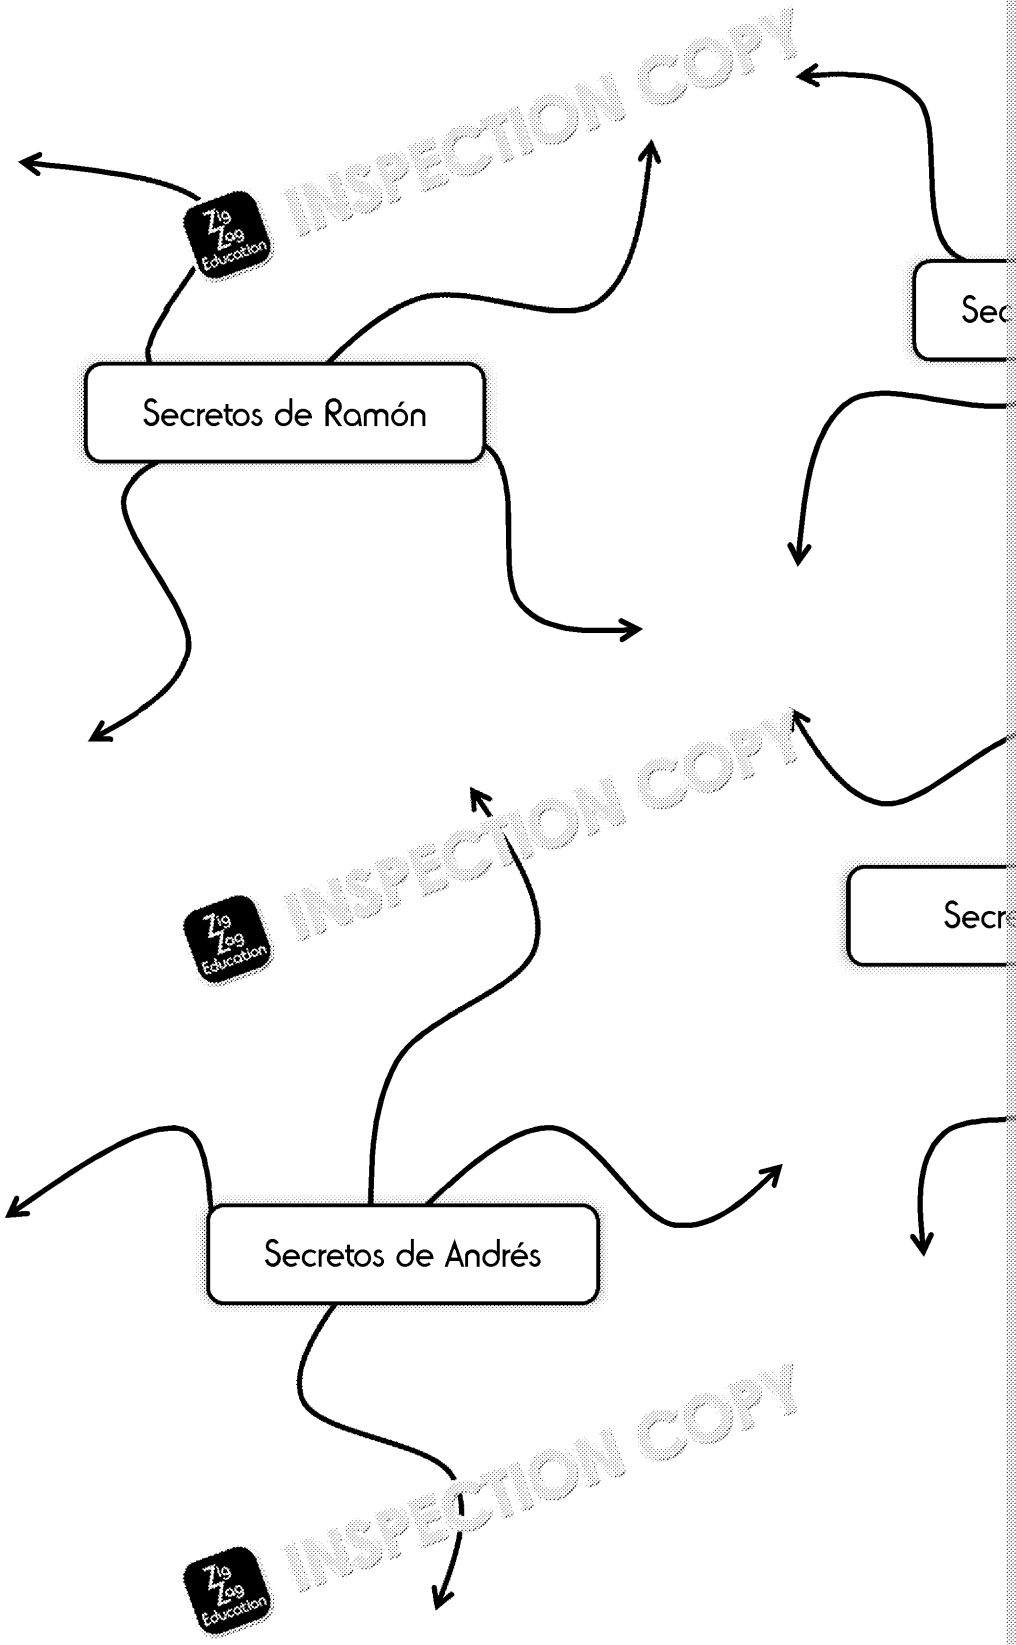 INSPECTION COPY
Zig
Zag
Education
Sec
Secretos de Ramón
INSPECTION COPY
Zig
Zag
Education
Secre
Secretos de Andrés
INSPECTION COPY
Zig
Zag
Education